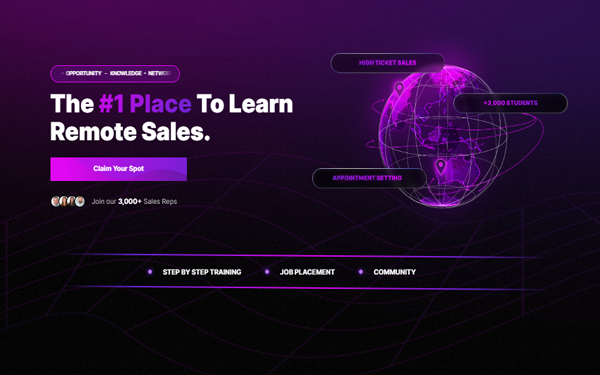 - OPPORTUNITY - KNOWLEDGE -
HIGH TICKET SALES
The #1 Place To Learn
Remote Sales.
+3,000 STUDENTS
Claim Your Spot
APPOINTMENT SETTING
Join our 3,000+ Sales Reps
STEP BY STEP TRAINING
JOB PLACEMENT
COMMUNITY